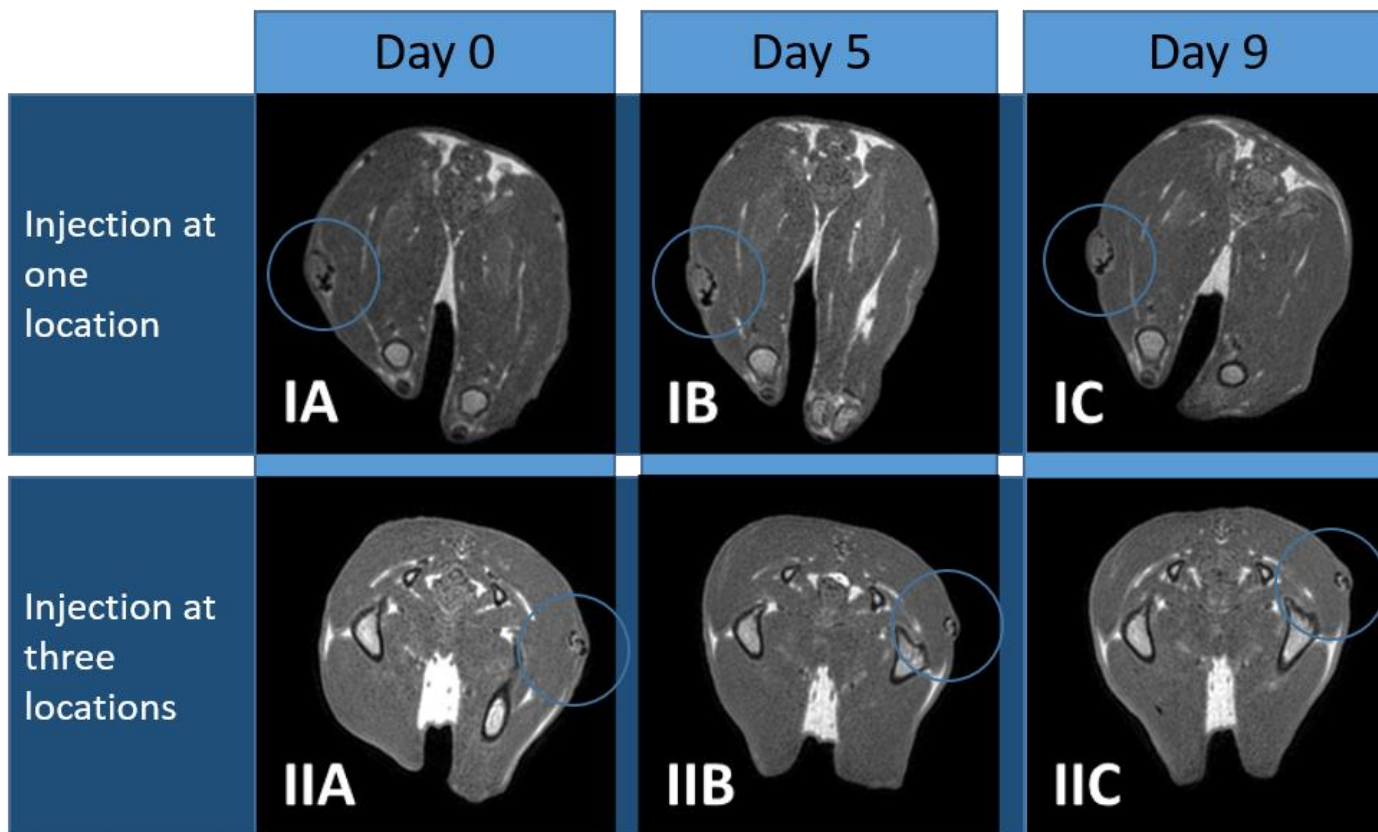 Day 0
Day 5
Day 9
Injection at
one
location
IA
IB
IC
Injection at
three
locations
IIA
IIB
IIC